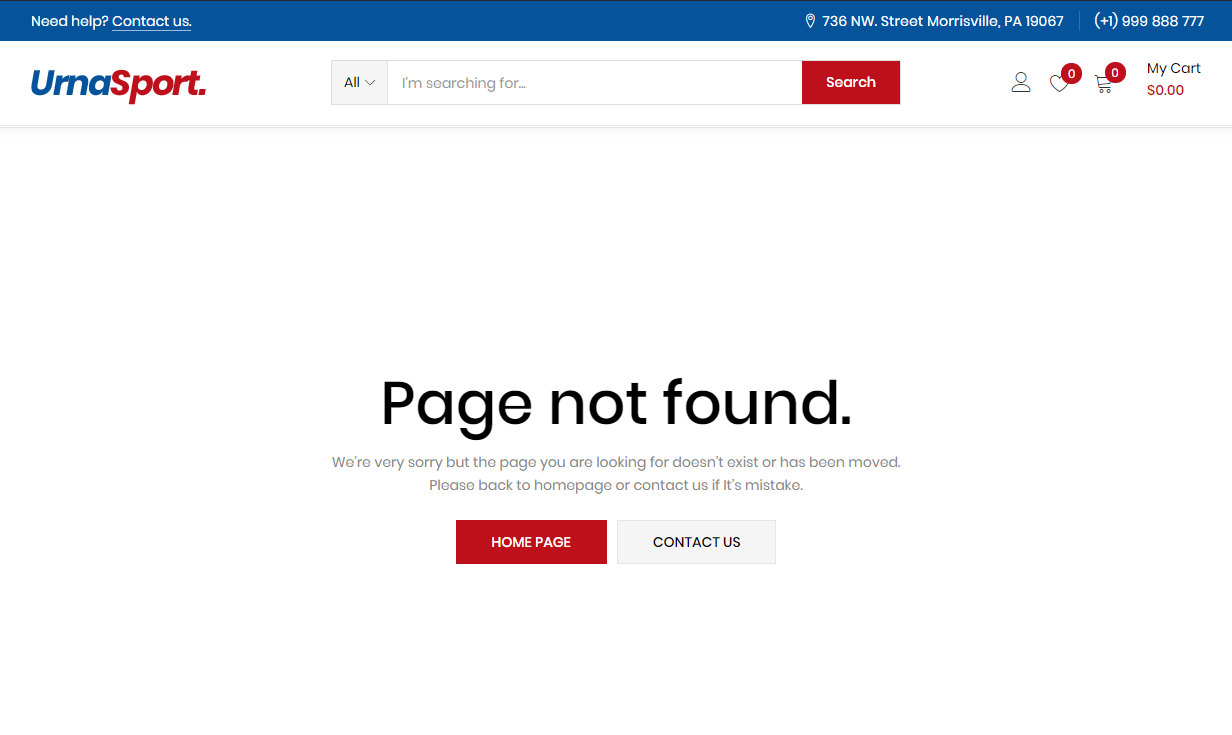 Need help? Contact us.
736 NW. Street Morrisville, PA 19067
(+1) 999 888 777
UrnaSport.
All
I'm searching for...
Search
0
0
My Cart
$0.00
Page not found.
We're very sorry but the page you are looking for doesn't exist or has been moved.
Please back to homepage or contact us if It's mistake.
HOME PAGE
CONTACT US